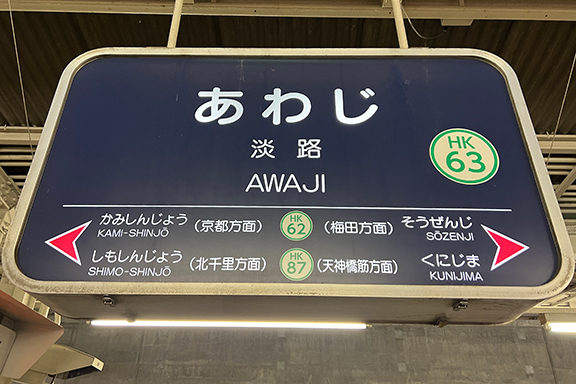 あわじ
淡路
AWAJI
HK
63
かみしんじょう (京都方面) HK 62 (梅田方面) そうぜんじ
KAMI-SHINJŌ SŌZENJI
しもしんじょう (北千里方面) HK 87 (天神橋筋方面) くにじま
SHIMO-SHINJŌ KUNIJIMA